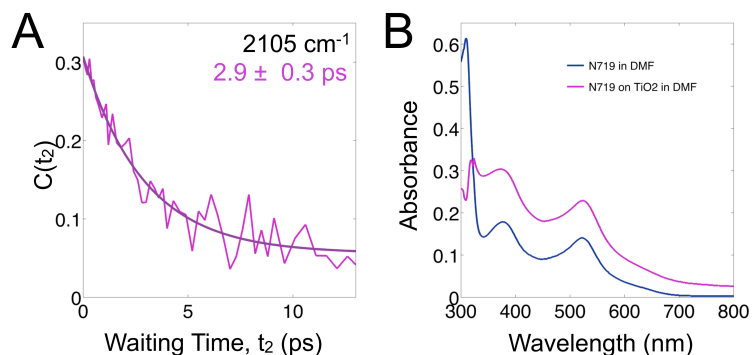 A
2105 cm-1
2.9 ± 0.3 ps
0.3
0.2
0.1
0
C(t2)
0
5
10
Waiting Time, t2 (ps)
B
N719 in DMF
N719 on TiO2 in DMF
0.6
0.5
0.4
0.3
0.2
0.1
0
Absorbance
300
400
500
600
700
800
Wavelength (nm)